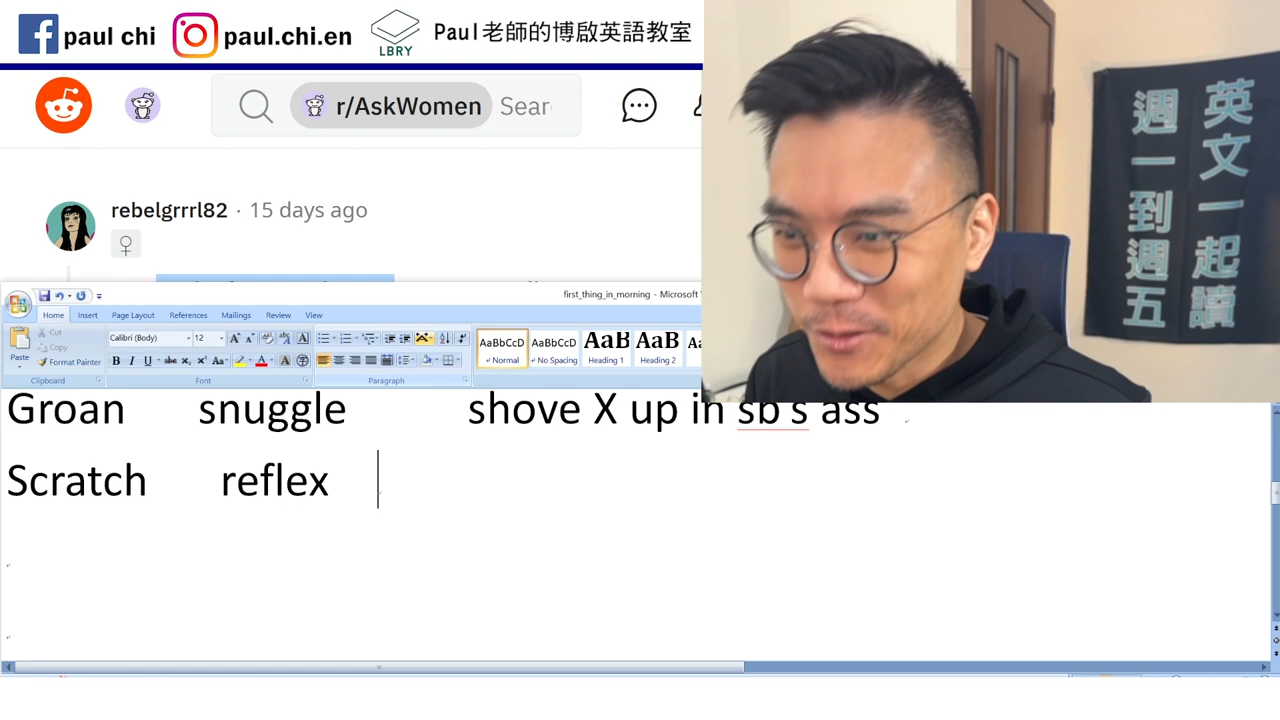 paul chi
paul.chi.en
LBRY
Paul老師的博啟英語教室
r/AskWomen
Sear
rebelgrrrl82 · 15 days ago
first_thing_in_morning - Microsoft
Home Insert Page Layout References Mailings Review View
Cut
Copy
Format Painter
Paste
Calibri (Body) 12
AaBbCcD AaBbCcD AaBb AaBb
Normal No Spacing Heading 1 Heading 2
Clipboard Font Paragraph
Groan snuggle shove X up in sb's ass
Scratch reflex
英文一起讀
週一到週五